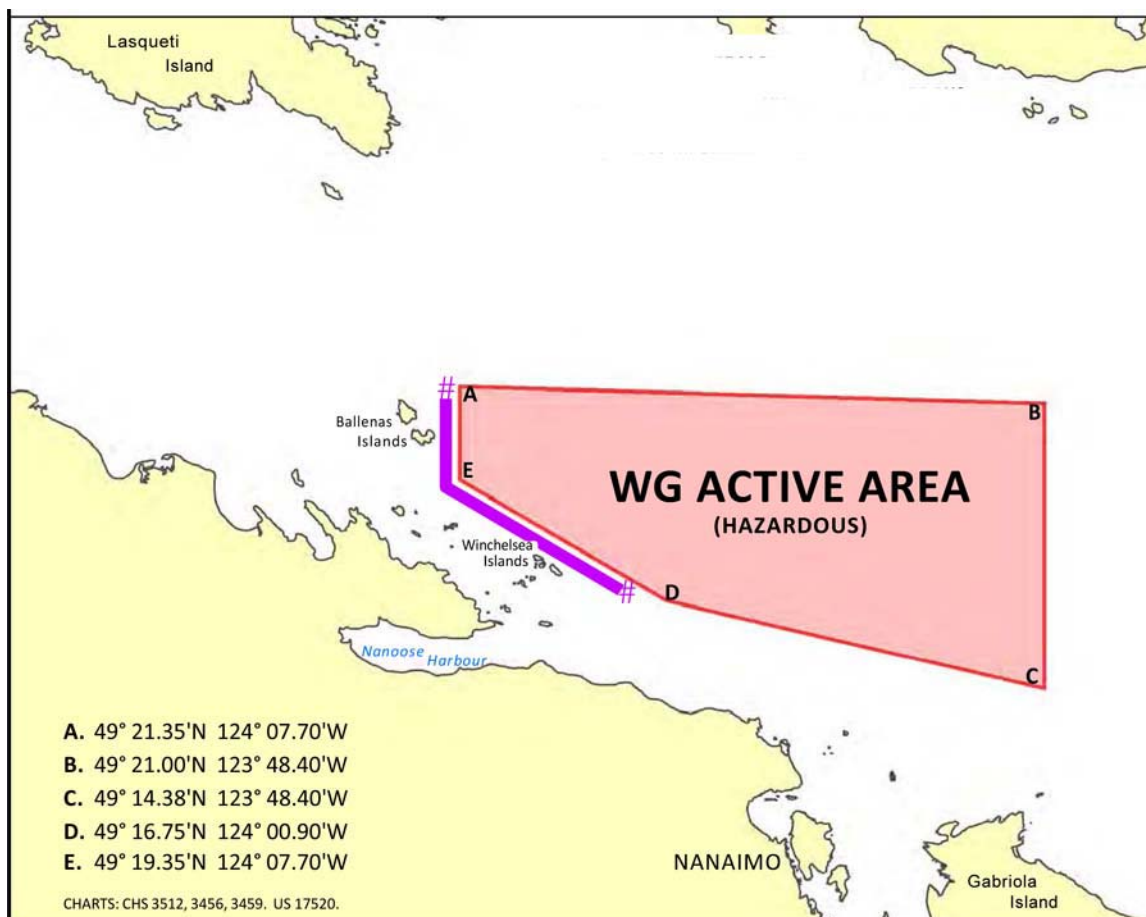 Lasqueti
Island
#
A
B
Ballenas
Islands
E
WG ACTIVE AREA
(HAZARDOUS)
Winchelsea
Islands
#
D
Nanoose Harbour
C
A. 49° 21.35'N 124° 07.70'W
B. 49° 21.00'N 123° 48.40'W
C. 49° 14.38'N 123° 48.40'W
D. 49° 16.75'N 124° 00.90'W
E. 49° 19.35'N 124° 07.70'W
NANAIMO
Gabriola
Island
CHARTS: CHS 3512, 3456, 3459. US 17520.